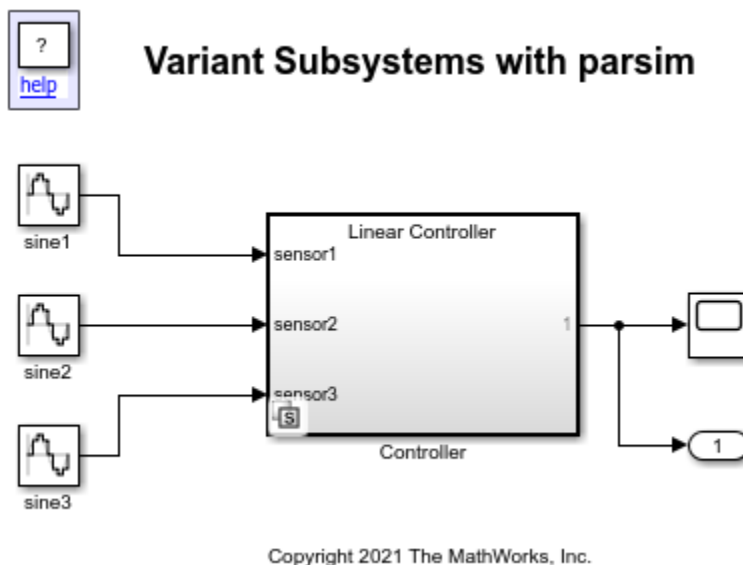 ?
help
Variant Subsystems with parsim
sine1
sine2
sine3
Linear Controller
sensor1
sensor2
sensor3
S
1
Controller
1
Copyright 2021 The MathWorks, Inc.